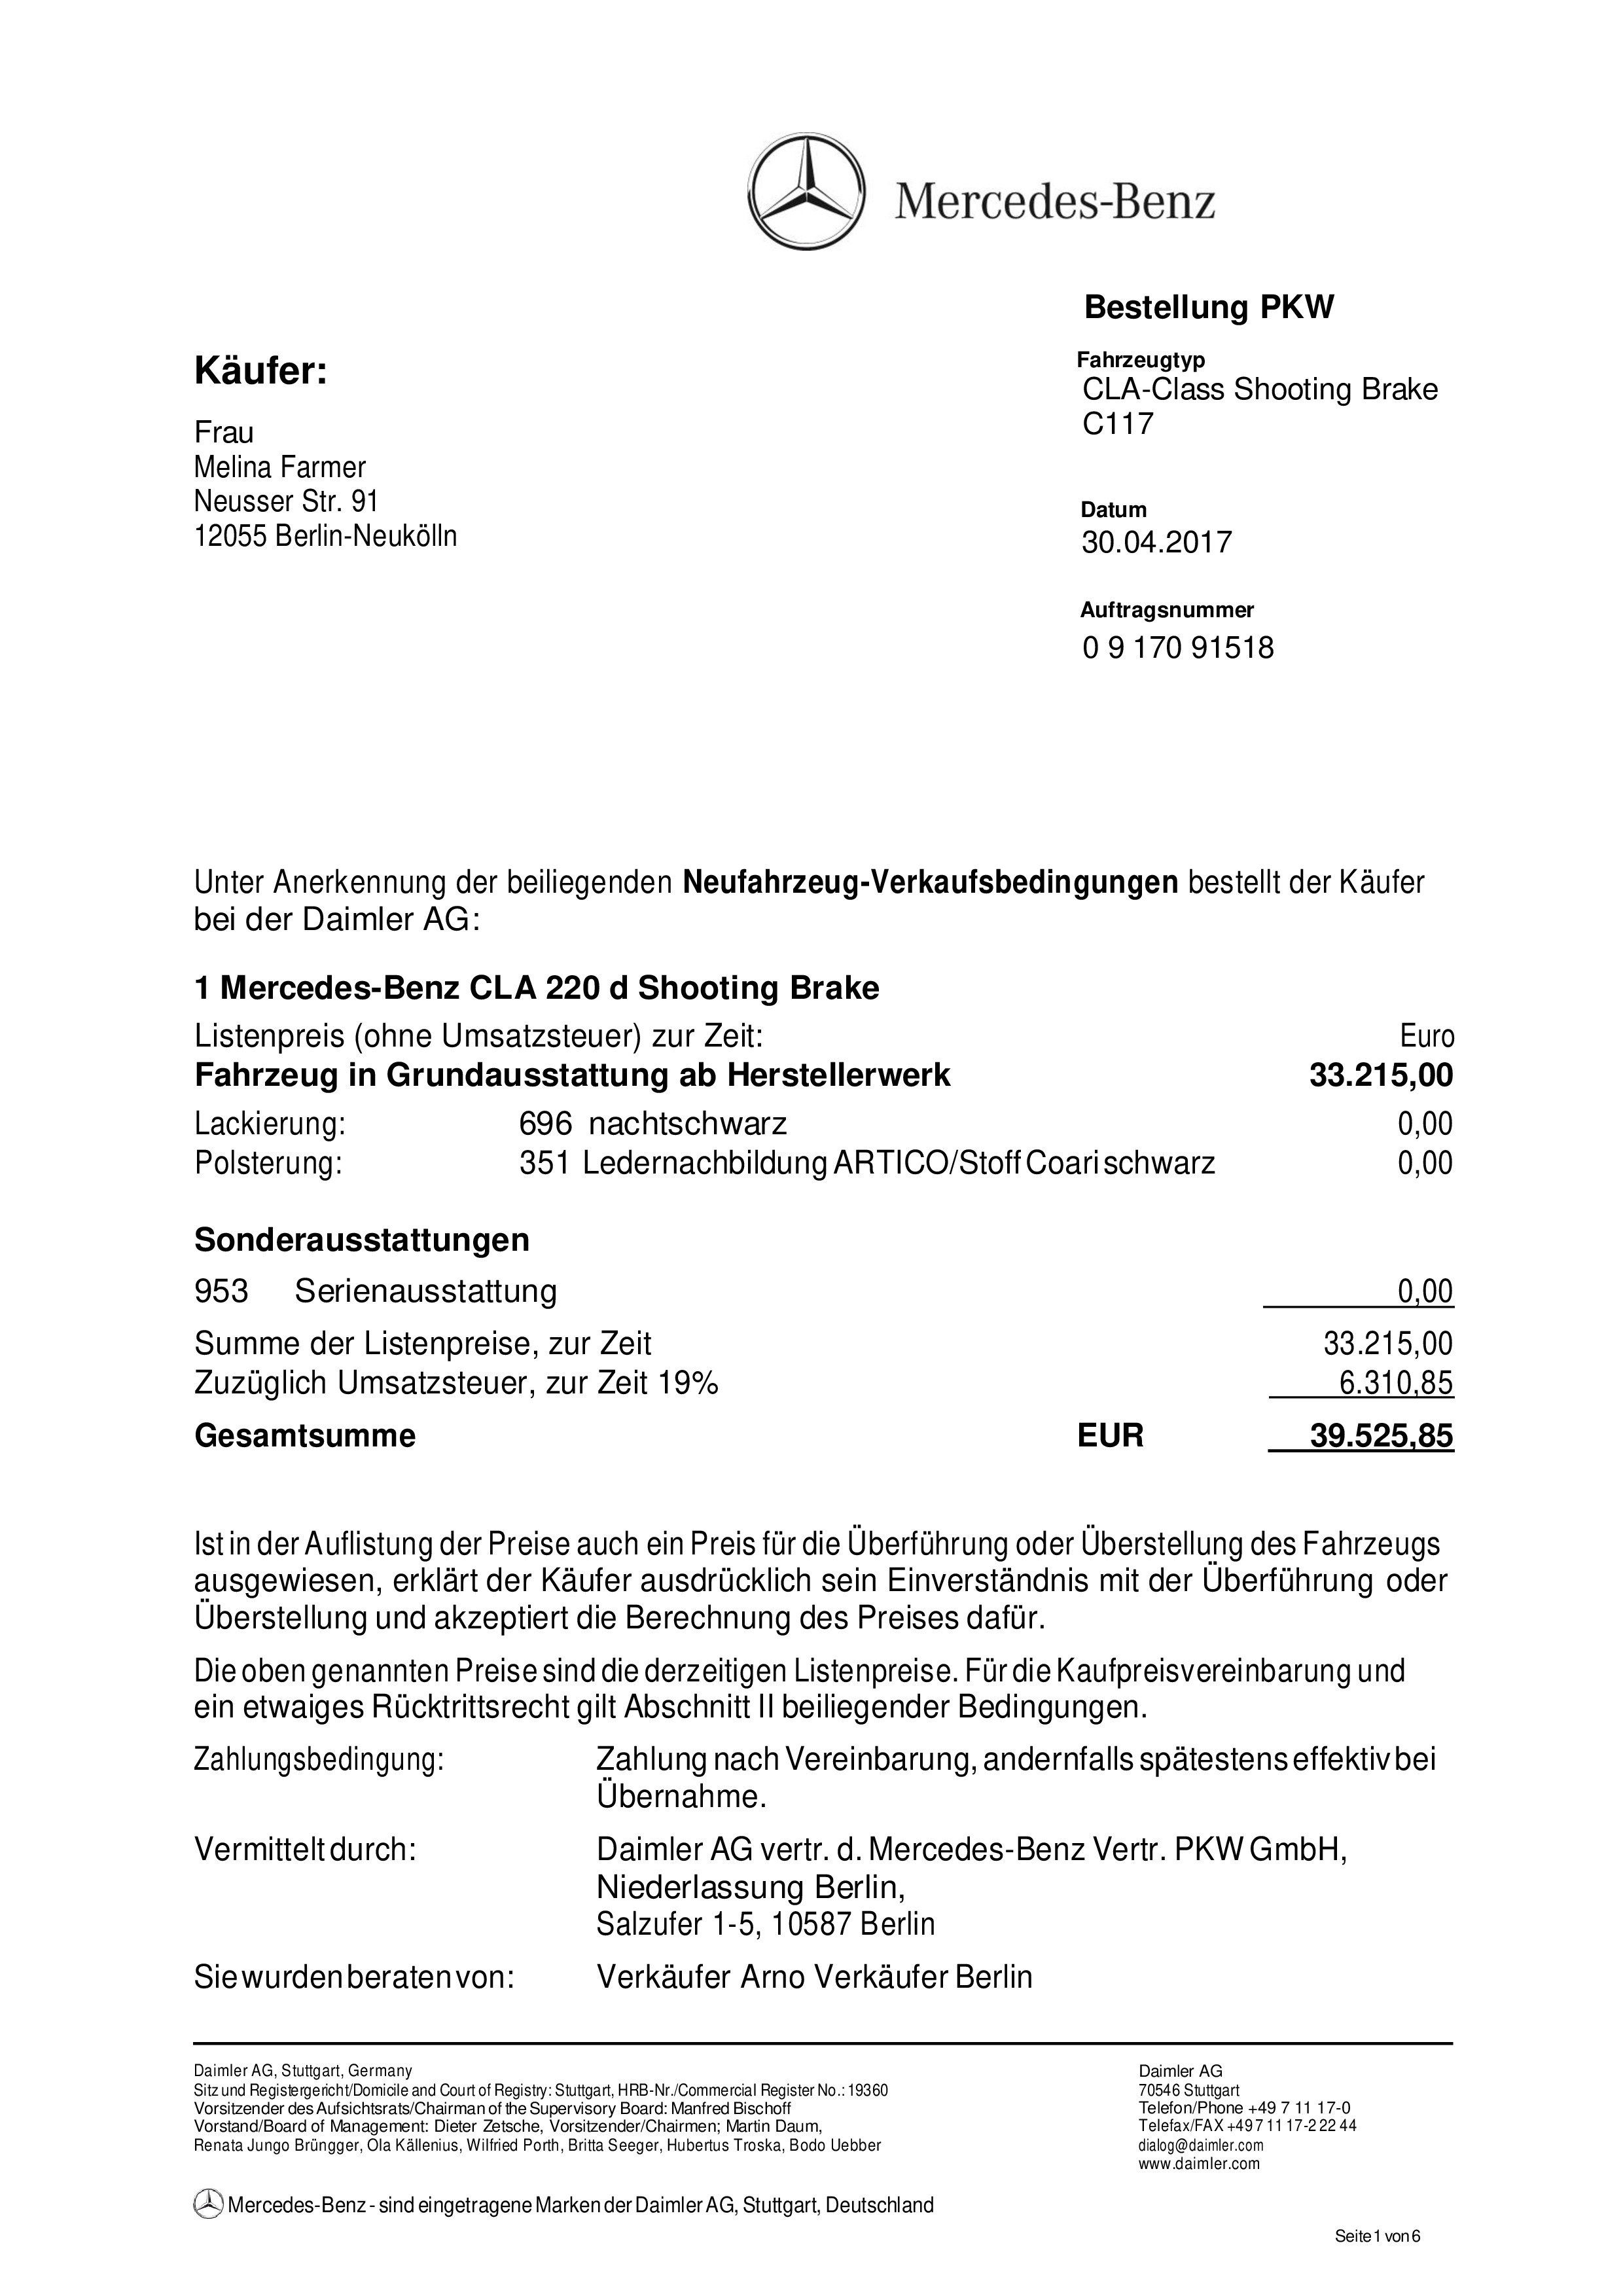 Mercedes-Benz
Bestellung PKW
Käufer:
Fahrzeugtyp
CLA-Class Shooting Brake
C117
Frau
Melina Farmer
Neusser Str. 91
12055 Berlin-Neukölln
Datum
30.04.2017
Auftragsnummer
0 9 170 91518
Unter Anerkennung der beiliegenden Neufahrzeug-Verkaufsbedingungen bestellt der Käufer
bei der Daimler AG:
1 Mercedes-Benz CLA 220 d Shooting Brake
Listenpreis (ohne Umsatzsteuer) zur Zeit: Euro
Fahrzeug in Grundausstattung ab Herstellerwerk 33.215,00
Lackierung: 696 nachtschwarz 0,00
Polsterung: 351 Ledernachbildung ARTICO/Stoff Coari schwarz 0,00
Sonderausstattungen
953 Serienausstattung 0,00
Summe der Listenpreise, zur Zeit 33.215,00
Zuzüglich Umsatzsteuer, zur Zeit 19% 6.310,85
Gesamtsumme EUR 39.525,85
Ist in der Auflistung der Preise auch ein Preis für die Überführung oder Überstellung des Fahrzeugs
ausgewiesen, erklärt der Käufer ausdrücklich sein Einverständnis mit der Überführung oder
Überstellung und akzeptiert die Berechnung des Preises dafür.
Die oben genannten Preise sind die derzeitigen Listenpreise. Für die Kaufpreisvereinbarung und
ein etwaiges Rücktrittsrecht gilt Abschnitt II beiliegender Bedingungen.
Zahlungsbedingung: Zahlung nach Vereinbarung, andernfalls spätestens effektiv bei
Übernahme.
Vermittelt durch: Daimler AG vertr. d. Mercedes-Benz Vertr. PKW GmbH,
Niederlassung Berlin,
Salzufer 1-5, 10587 Berlin
Sie wurden beraten von: Verkäufer Arno Verkäufer Berlin
Daimler AG, Stuttgart, Germany
Sitz und Registergericht/Domicile and Court of Registry: Stuttgart, HRB-Nr./Commercial Register No.: 19360
Vorsitzender des Aufsichtsrats/Chairman of the Supervisory Board: Manfred Bischoff
Vorstand/Board of Management: Dieter Zetsche, Vorsitzender/Chairmen; Martin Daum,
Renata Jungo Brüngger, Ola Källenius, Wilfried Porth, Britta Seeger, Hubertus Troska, Bodo Uebber
Daimler AG
70546 Stuttgart
Telefon/Phone +49 7 11 17-0
Telefax/FAX +49 7 11 17-2 22 44
dialog@daimler.com
www.daimler.com
Mercedes-Benz - sind eingetragene Marken der Daimler AG, Stuttgart, Deutschland
Seite 1 von 6